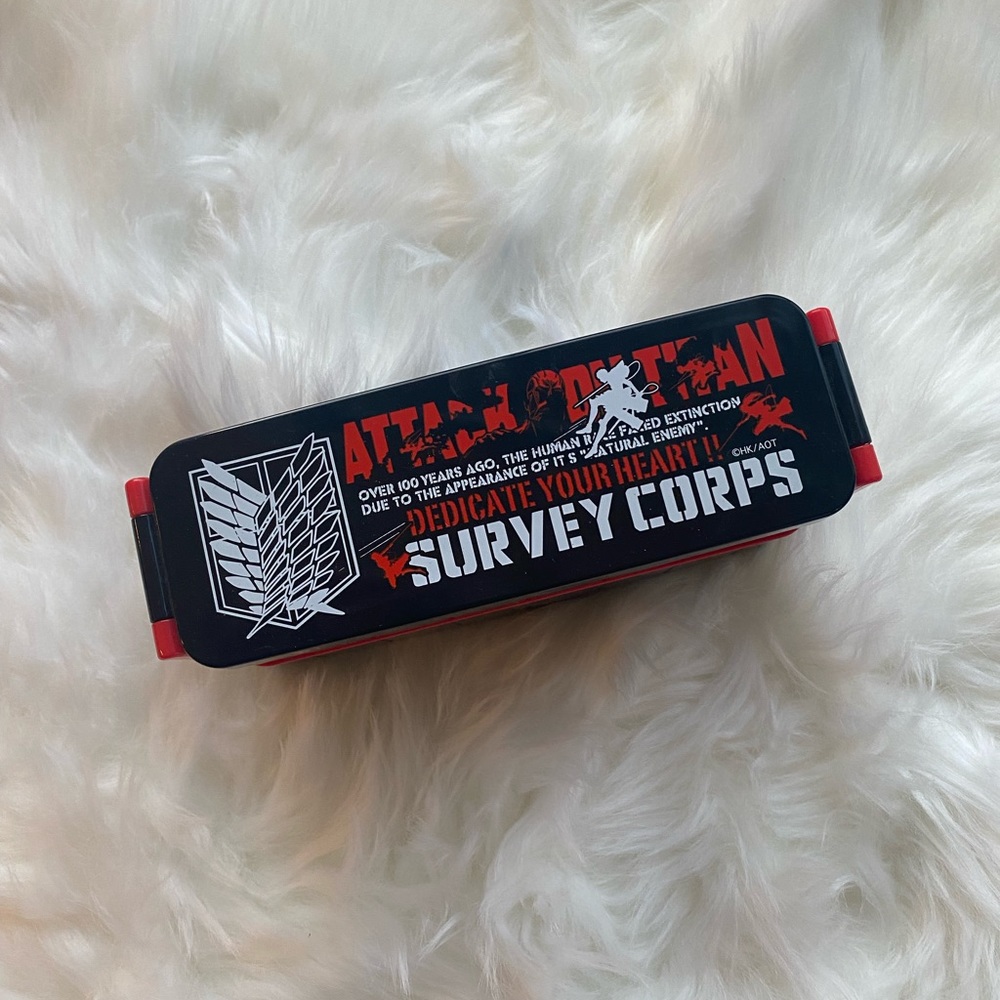 ATTACK ON TITAN
OVER 100 YEARS AGO, THE HUMAN RACE FACED EXTINCTION
DUE TO THE APPEARANCE OF IT S "NATURAL ENEMY".
DEDICATE YOUR HEART!!
©HK/AOT
SURVEY CORPS